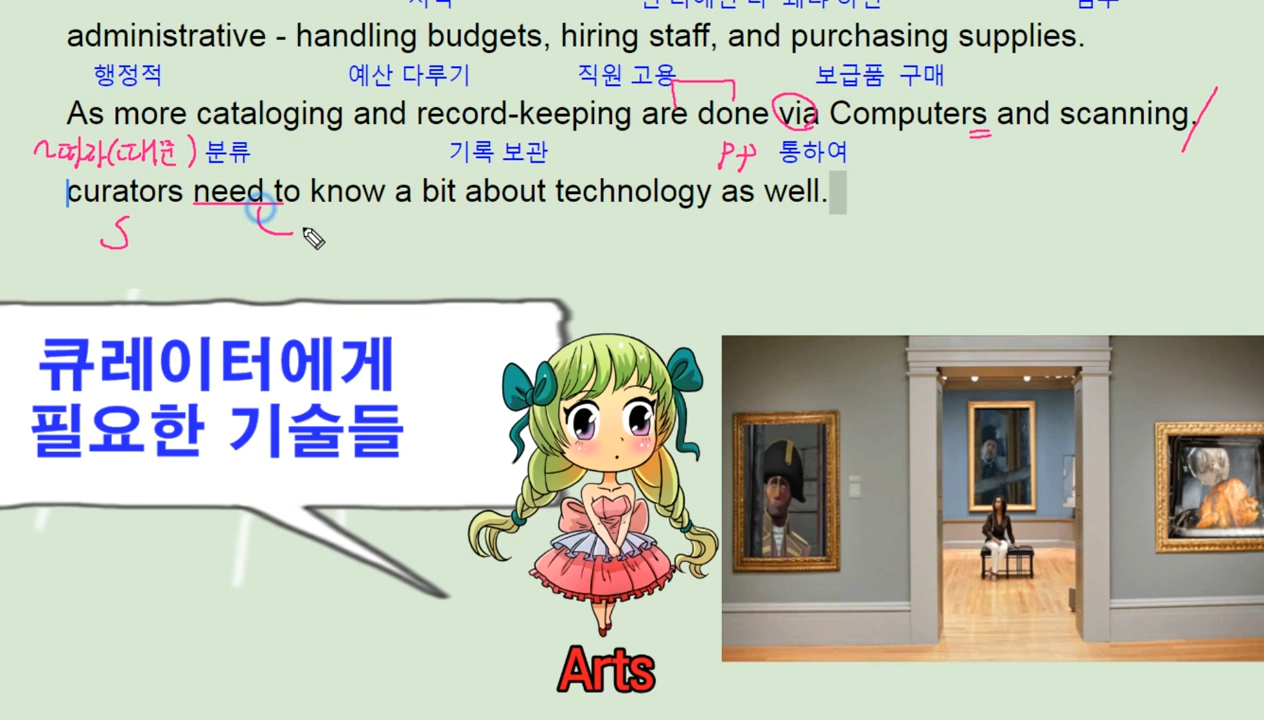 administrative - handling budgets, hiring staff, and purchasing supplies.
행정적 예산 다루기 직원 고용 보급품 구매
As more cataloging and record-keeping are done via Computers and scanning,
~따라(때문) 분류 기록 보관 pp 통하여
curators need to know a bit about technology as well.
S
큐레이터에게
필요한 기술들
Arts